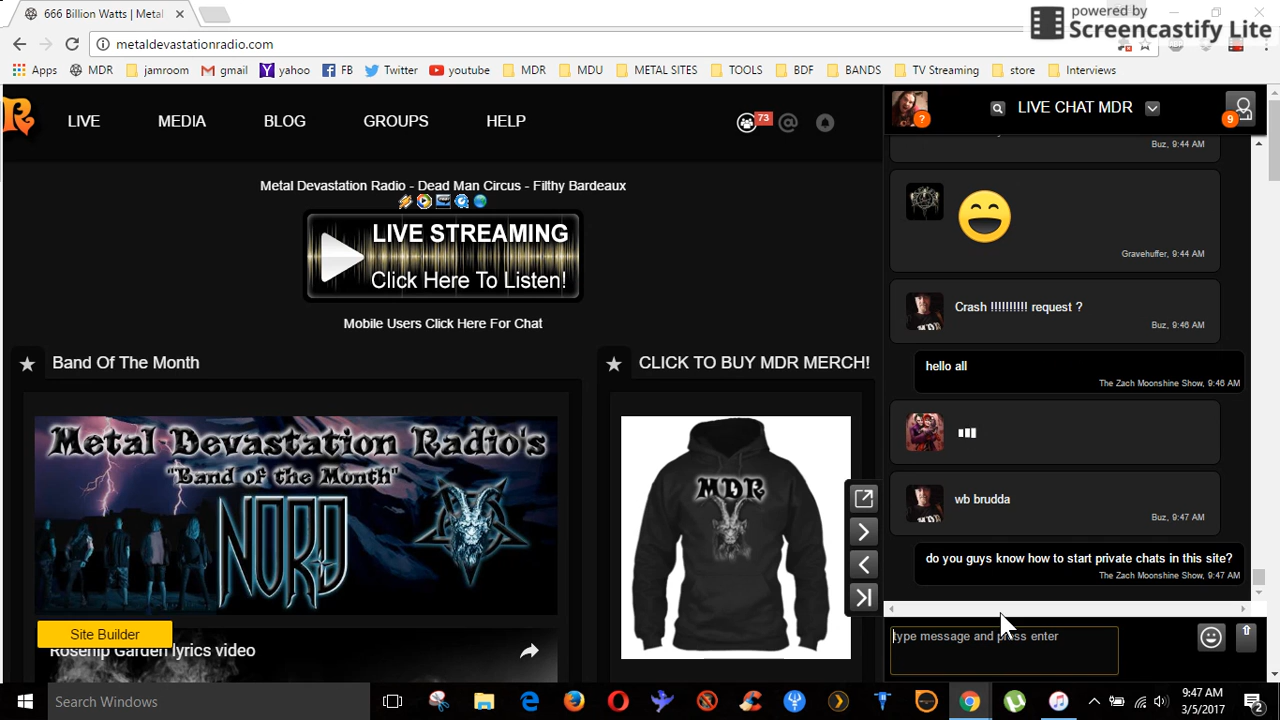 666 Billion Watts | Metal
powered by
Screencastify Lite
metaldevastationradio.com
Apps MDR jamroom gmail yahoo FB Twitter youtube MDR MDU METAL SITES TOOLS BDF BANDS TV Streaming store Interviews
R LIVE MEDIA BLOG GROUPS HELP 73 @
? LIVE CHAT MDR 9
Buz, 9:44 AM
Gravehuffer, 9:44 AM
Crash !!!!!!!!!! request ?
Buz, 9:46 AM
hello all
The Zach Moonshine Show, 9:46 AM
wb brudda
Buz, 9:47 AM
do you guys know how to start private chats in this site?
The Zach Moonshine Show, 9:47 AM
type message and press enter
Metal Devastation Radio - Dead Man Circus - Filthy Bardeaux
LIVE STREAMING
Click Here To Listen!
Mobile Users Click Here For Chat
Band Of The Month
Metal Devastation Radio's
"Band of the Month"
NORD
Site Builder
Rosehip Garden lyrics video
CLICK TO BUY MDR MERCH!
MDR
Search Windows
9:47 AM
3/5/2017
2